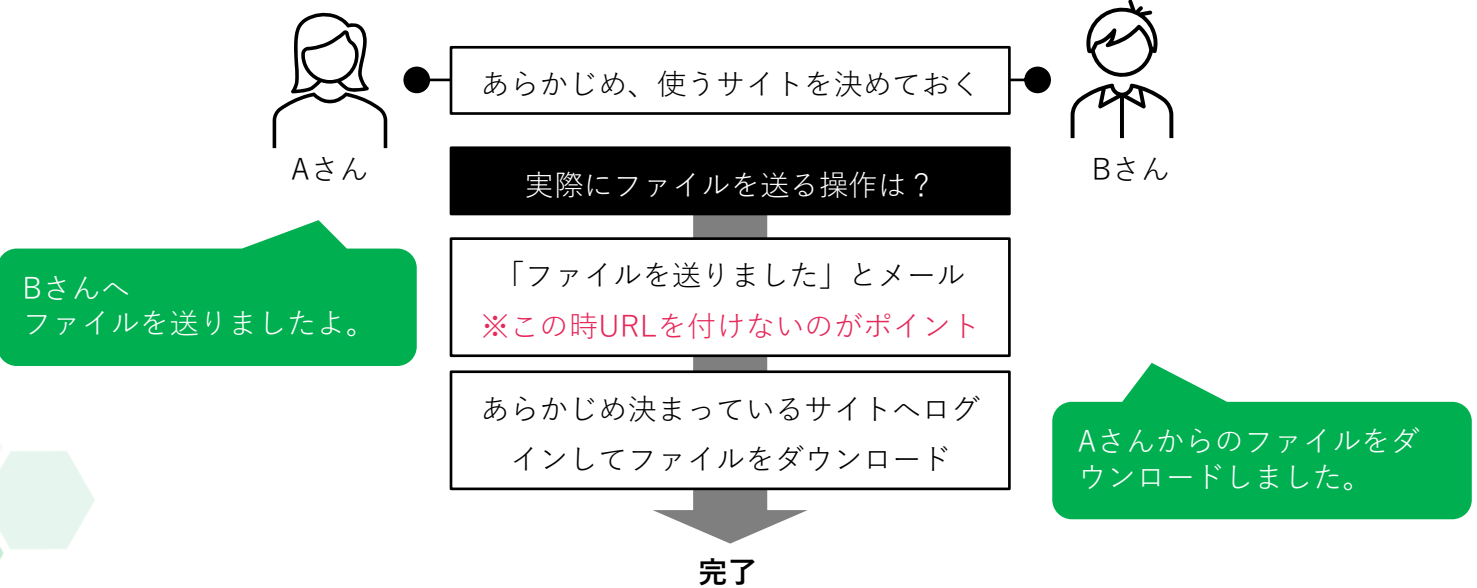 あらかじめ、使うサイトを決めておく
Aさん
Bさん
実際にファイルを送る操作は？
「ファイルを送りました」とメール
※この時URLを付けないのがポイント
Bさんへ
ファイルを送りましたよ。
あらかじめ決まっているサイトへログ
インしてファイルをダウンロード
Aさんからのファイルをダ
ウンロードしました。
完了